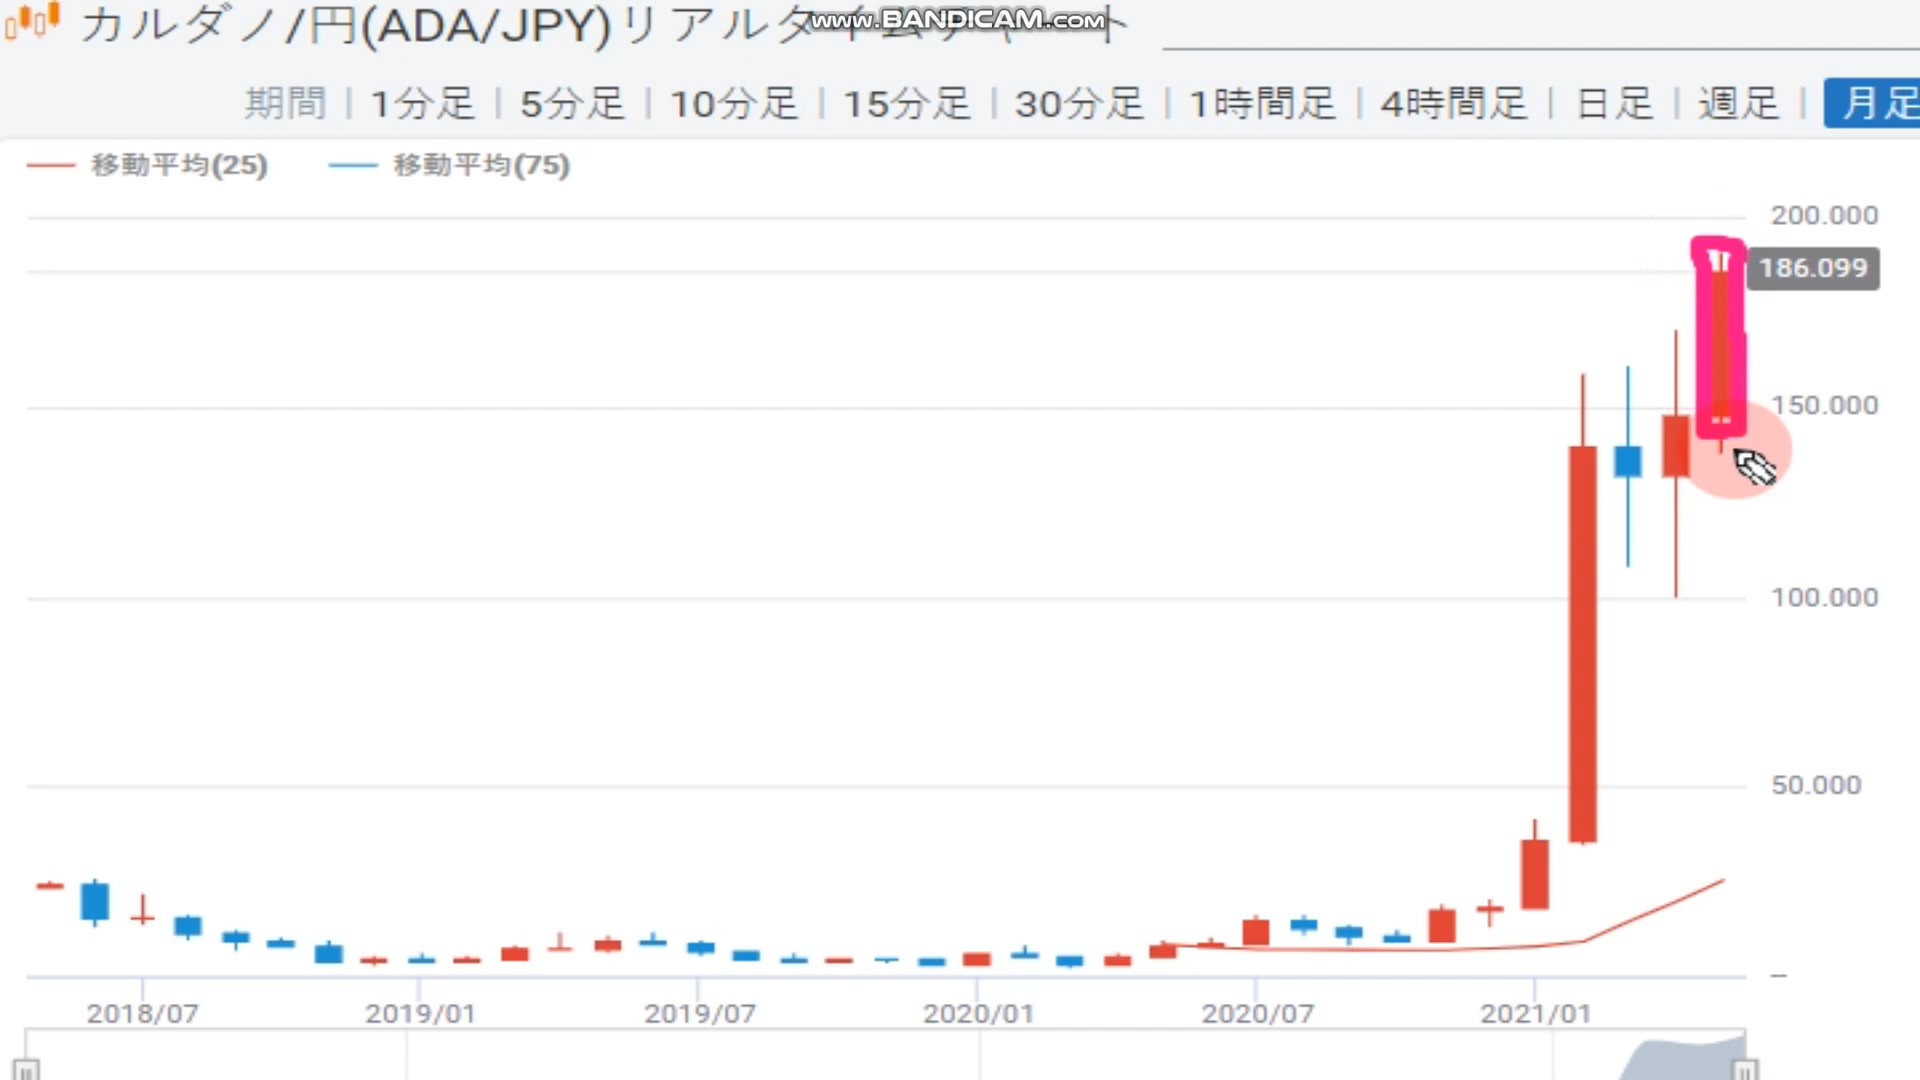 カルダノ/円(ADA/JPY)リアルタイムチャート
www.BANDICAM.com
期間 | 1分足 | 5分足 | 10分足 | 15分足 | 30分足 | 1時間足 | 4時間足 | 日足 | 週足 | 月足
移動平均(25) 移動平均(75)
200.000
186.099
150.000
100.000
50.000
2018/07 2019/01 2019/07 2020/01 2020/07 2021/01